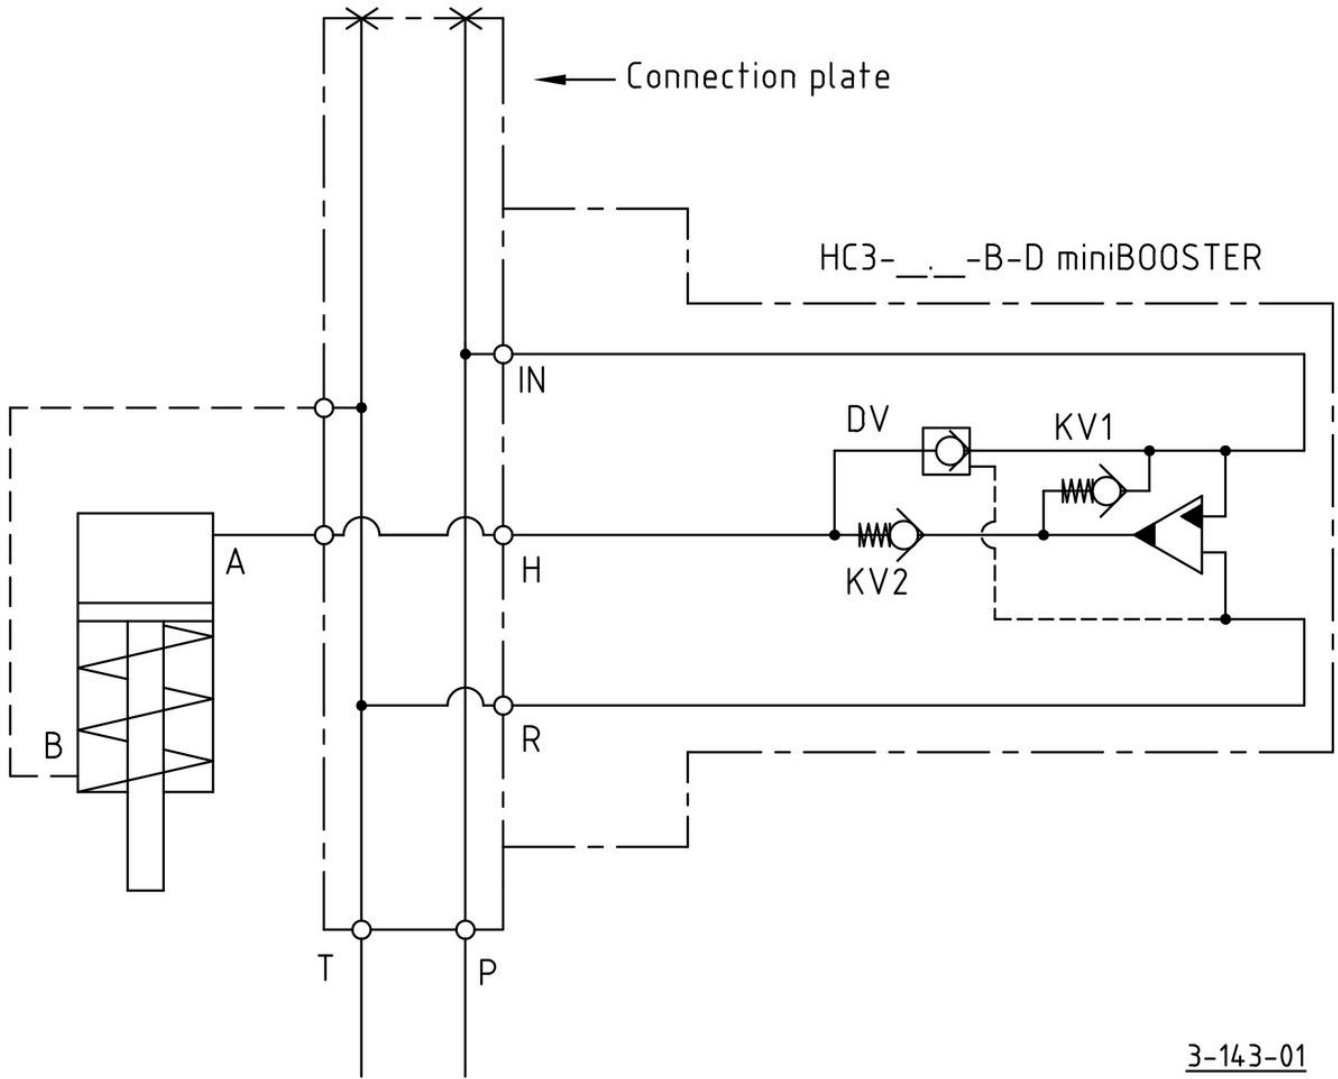 Connection plate
HC3-__.__-B-D miniBOOSTER
IN
DV
KV1
A
H
KV2
B
R
T
P
3-143-01